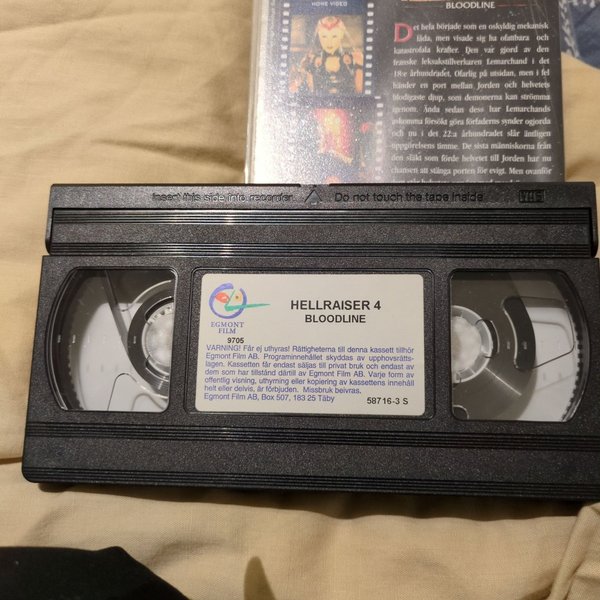 HOME VIDEO
BLOODLINE
Det hela började som en oskyldig mekanisk
låda, men visade sig ha ofattbara och
katastrofala krafter. Den var gjord av den
franske leksakstillverkaren Lemarchand i det
18:e århundradet. Ofarlig på utsidan, men i fel
händer en port mellan Jorden och helvetets
blodigaste djup, som demonerna kan strömma
igenom. Ända sedan dess har Lemarchands
avkomma försökt göra förfaderns synder ogjorda
och nu i det 22:a århundradet slår äntligen
uppgörelsens timme. De sista människorna från
den släkt som förde helvetet till Jorden har nu
chansen att stänga porten för evigt. Men ovanför
Insert this side into recorder
Do not touch the tape inside
VHS
EGMONT
FILM
HELLRAISER 4
BLOODLINE
9705
VARNING! Får ej uthyras! Rättigheterna till denna kassett tillhör
Egmont Film AB. Programinnehållet skyddas av upphovsrätts-
lagen. Kassetten får endast säljas till privat bruk och endast av
dem som har tillstånd därtill av Egmont Film AB. Varje form av
offentlig visning, uthyrning eller kopiering av kassettens innehåll
helt eller delvis, är förbjuden. Missbruk beivras.
Egmont Film AB, Box 507, 183 25 Täby
58716-3 S